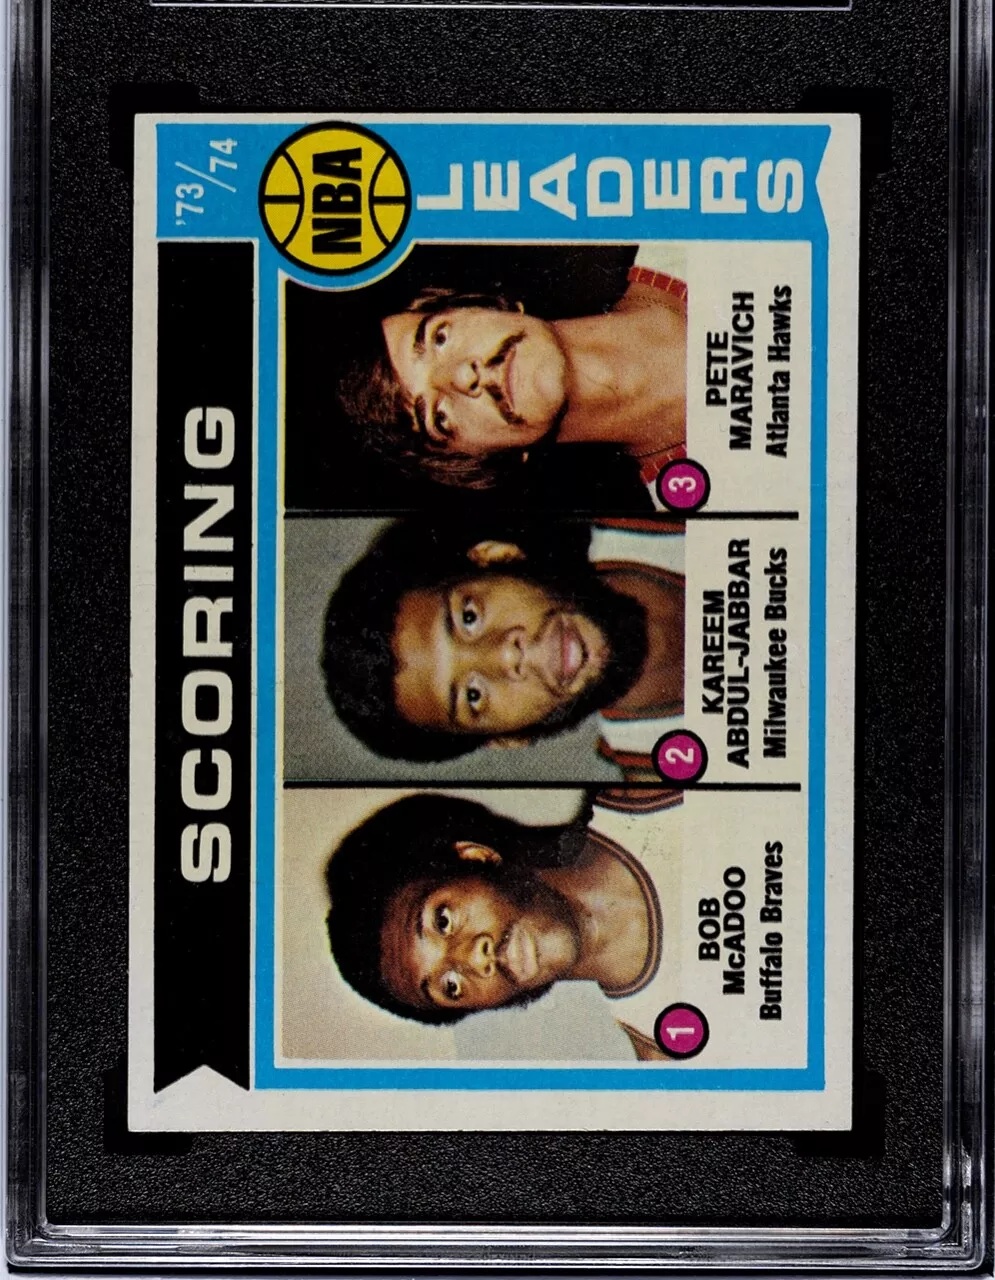 '73/74
NBA
LEADERS
SCORING
1
BOB
McADOO
Buffalo Braves
2
KAREEM
ABDUL-JABBAR
Milwaukee Bucks
3
PETE
MARAVICH
Atlanta Hawks